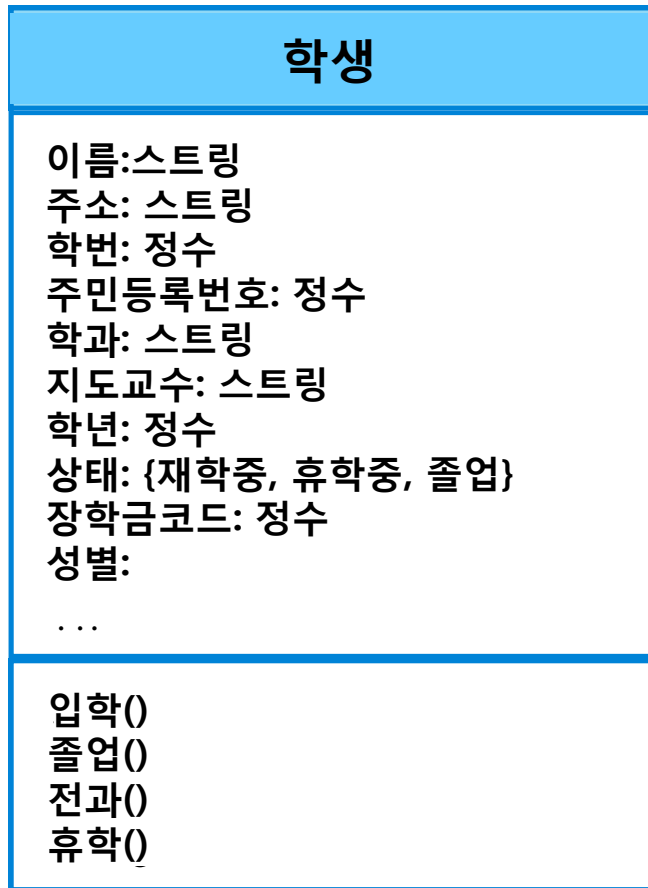 학생
이름:스트링
주소: 스트링
학번: 정수
주민등록번호: 정수
학과: 스트링
지도교수: 스트링
학년: 정수
상태: {재학중, 휴학중, 졸업}
장학금코드: 정수
성별:
...
입학()
졸업()
전과()
휴학()